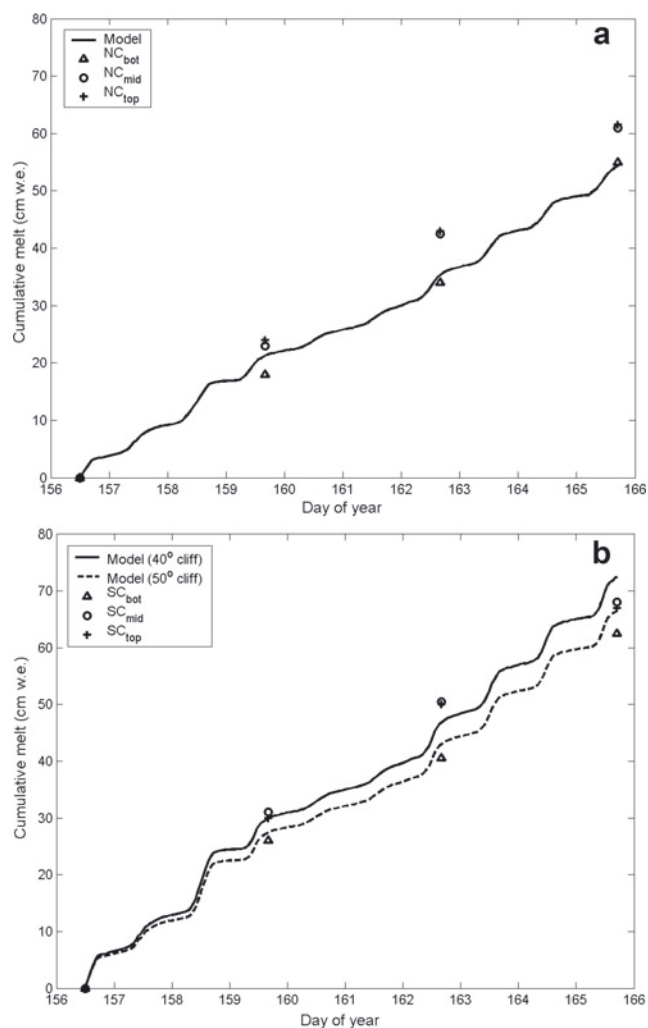 a
Model
NCbot
NCmid
NCtop
80
70
60
50
40
30
20
10
0
Cumulative melt (cm w.e.)
156 157 158 159 160 161 162 163 164 165 166
Day of year
b
Model (40° cliff)
Model (50° cliff)
SCbot
SCmid
SCtop
80
70
60
50
40
30
20
10
0
Cumulative melt (cm w.e.)
156 157 158 159 160 161 162 163 164 165 166
Day of year